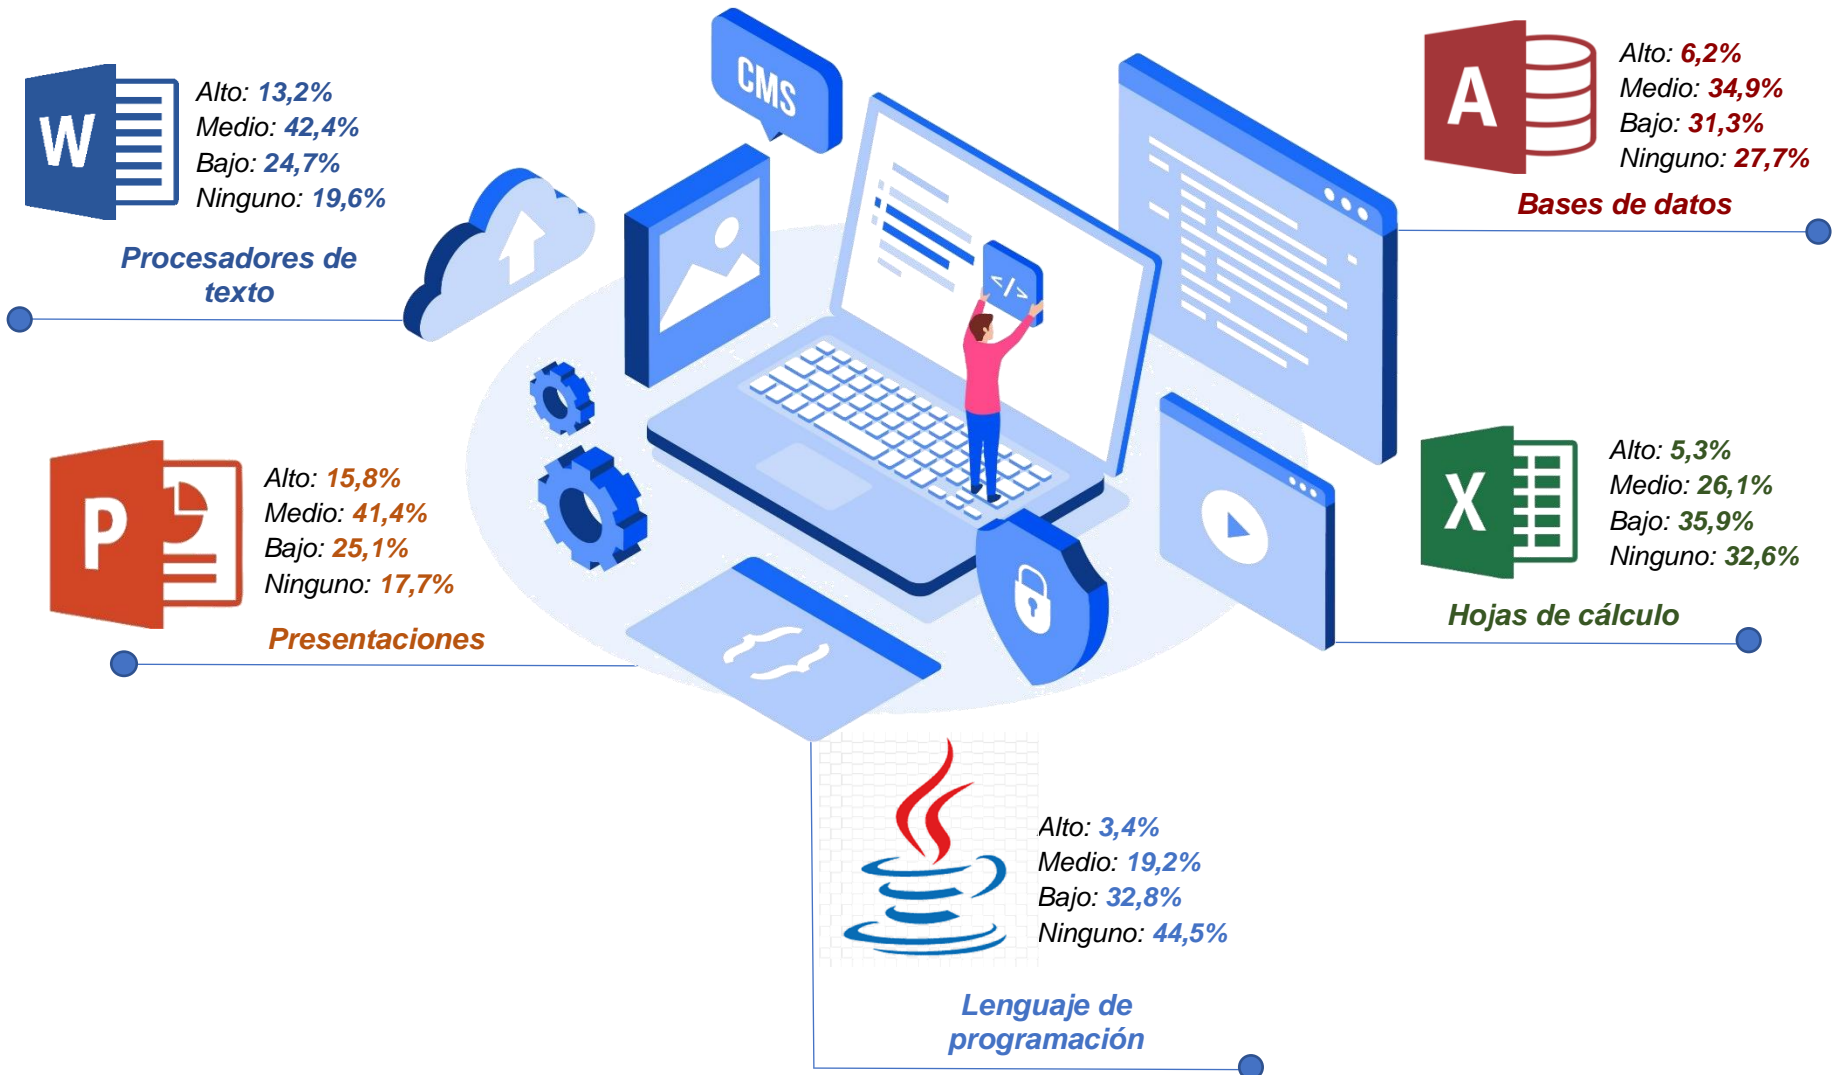 CMS
W
Alto: 13,2%
Medio: 42,4%
Bajo: 24,7%
Ninguno: 19,6%
Procesadores de
texto
A
Alto: 6,2%
Medio: 34,9%
Bajo: 31,3%
Ninguno: 27,7%
Bases de datos
</>
P
Alto: 15,8%
Medio: 41,4%
Bajo: 25,1%
Ninguno: 17,7%
Presentaciones
X
Alto: 5,3%
Medio: 26,1%
Bajo: 35,9%
Ninguno: 32,6%
Hojas de cálculo
{ }
Alto: 3,4%
Medio: 19,2%
Bajo: 32,8%
Ninguno: 44,5%
Lenguaje de
programación